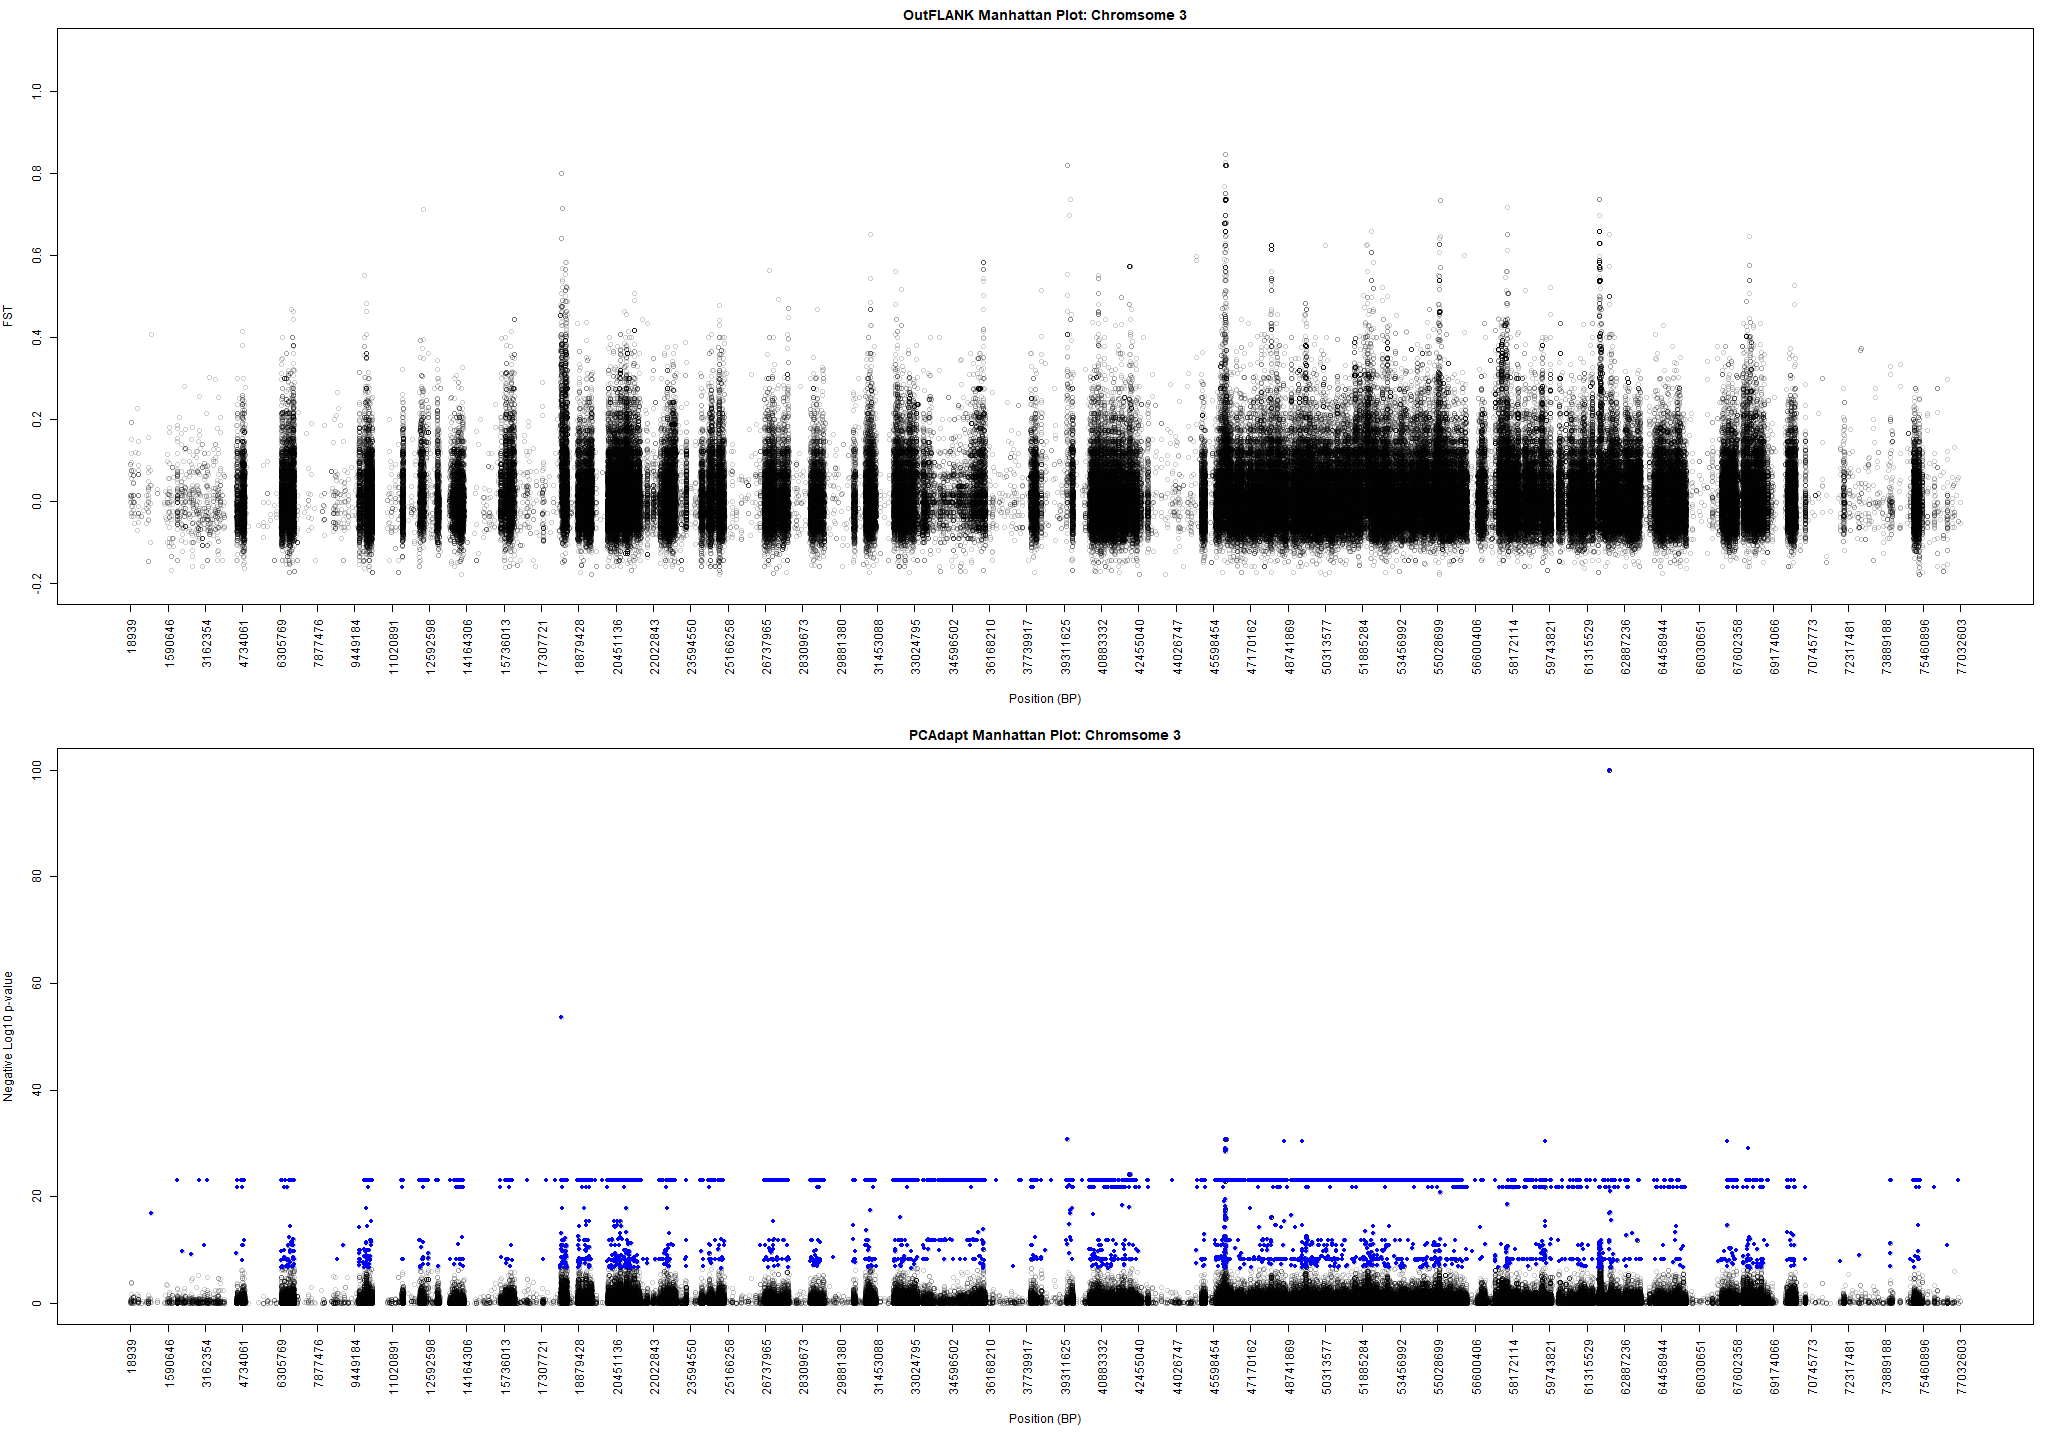 OutFLANK Manhattan Plot: Chromsome 3
FST
1.0
0.8
0.6
0.4
0.2
0.0
-0.2
18939 1590646 3162354 4734061 6305769 7877476 9449184 11020891 12592598 14164306 15736013 17307721 18879428 20451136 22022843 23594550 25166258 26737965 28309673 29881380 31453088 33024795 34596502 36168210 37739917 39311625 40883332 42455040 44026747 45598454 47170162 48741869 50313577 51885284 53456992 55028699 56600406 58172114 59743821 61315529 62887236 64458944 66030651 67602358 69174066 70745773 72317481 73889188 75460896 77032603
Position (BP)
PCAdapt Manhattan Plot: Chromsome 3
Negative Log10 p-value
100
80
60
40
20
0
18939 1590646 3162354 4734061 6305769 7877476 9449184 11020891 12592598 14164306 15736013 17307721 18879428 20451136 22022843 23594550 25166258 26737965 28309673 29881380 31453088 33024795 34596502 36168210 37739917 39311625 40883332 42455040 44026747 45598454 47170162 48741869 50313577 51885284 53456992 55028699 56600406 58172114 59743821 61315529 62887236 64458944 66030651 67602358 69174066 70745773 72317481 73889188 75460896 77032603
Position (BP)